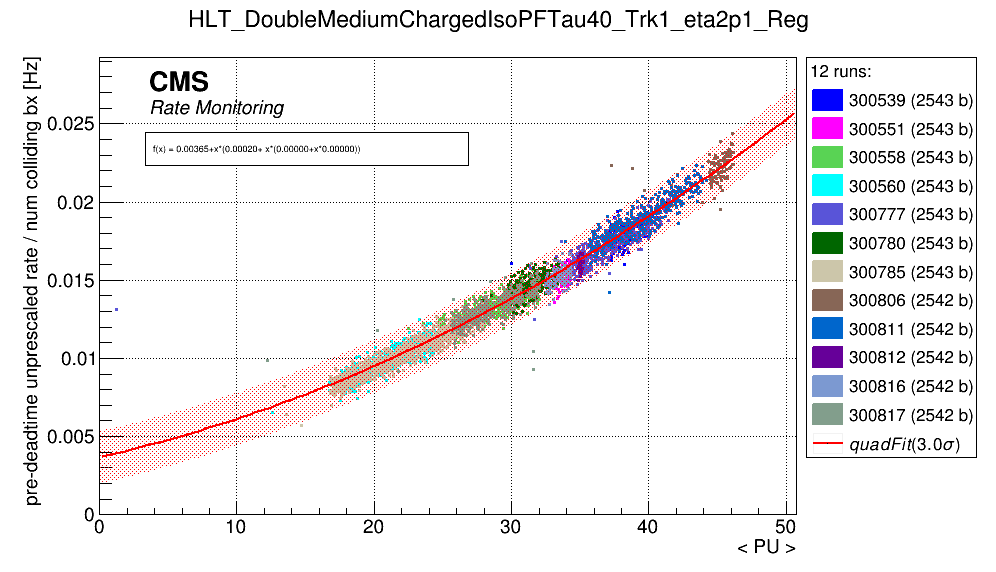 HLT_DoubleMediumChargedIsoPFTau40_Trk1_eta2p1_Reg
pre-deadtime unprescaled rate / num colliding bx [Hz]
CMS
Rate Monitoring
f(x) = 0.00365+x*(0.00020+ x*(0.00000+x*0.00000))
0.025
0.02
0.015
0.01
0.005
0
0 10 20 30 40 50
< PU >
12 runs:
300539 (2543 b)
300551 (2543 b)
300558 (2543 b)
300560 (2543 b)
300777 (2543 b)
300780 (2543 b)
300785 (2543 b)
300806 (2542 b)
300811 (2542 b)
300812 (2542 b)
300816 (2542 b)
300817 (2542 b)
quadFit(3.0σ)